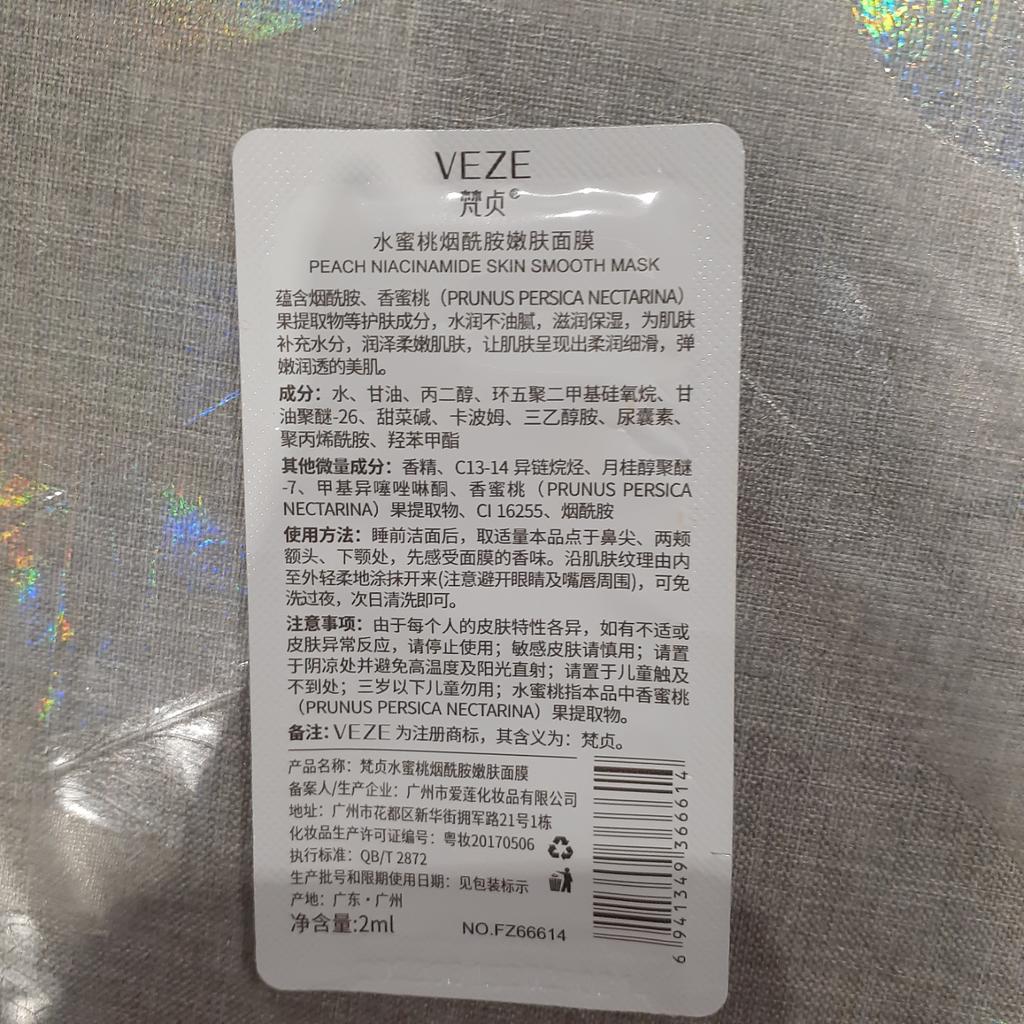 VEZE
梵贞®
水蜜桃烟酰胺嫩肤面膜
PEACH NIACINAMIDE SKIN SMOOTH MASK
蕴含烟酰胺、香蜜桃（PRUNUS PERSICA NECTARINA）
果提取物等护肤成分，水润不油腻，滋润保湿，为肌肤
补充水分，润泽柔嫩肌肤，让肌肤呈现出柔润细滑，弹
嫩润透的美肌。
成分：水、甘油、丙二醇、环五聚二甲基硅氧烷、甘
油聚醚-26、甜菜碱、卡波姆、三乙醇胺、尿囊素、
聚丙烯酰胺、羟苯甲酯
其他微量成分：香精、C13-14 异链烷烃、月桂醇聚醚
-7、甲基异噻唑啉酮、香蜜桃（PRUNUS PERSICA
NECTARINA）果提取物、CI 16255、烟酰胺
使用方法：睡前洁面后，取适量本品点于鼻尖、两颊
额头、下颚处，先感受面膜的香味。沿肌肤纹理由内
至外轻柔地涂抹开来(注意避开眼睛及嘴唇周围)，可免
洗过夜，次日清洗即可。
注意事项：由于每个人的皮肤特性各异，如有不适或
皮肤异常反应，请停止使用；敏感皮肤请慎用；请置
于阴凉处并避免高温度及阳光直射；请置于儿童触及
不到处；三岁以下儿童勿用；水蜜桃指本品中香蜜桃
（PRUNUS PERSICA NECTARINA）果提取物。
备注：VEZE 为注册商标，其含义为：梵贞。
产品名称：梵贞水蜜桃烟酰胺嫩肤面膜
备案人/生产企业：广州市爱莲化妆品有限公司
地址：广州市花都区新华街拥军路21号1栋
化妆品生产许可证编号：粤妆20170506
执行标准：QB/T 2872
生产批号和限期使用日期：见包装标示
产地：广东·广州
净含量:2ml
NO.FZ66614
6 941349 366614